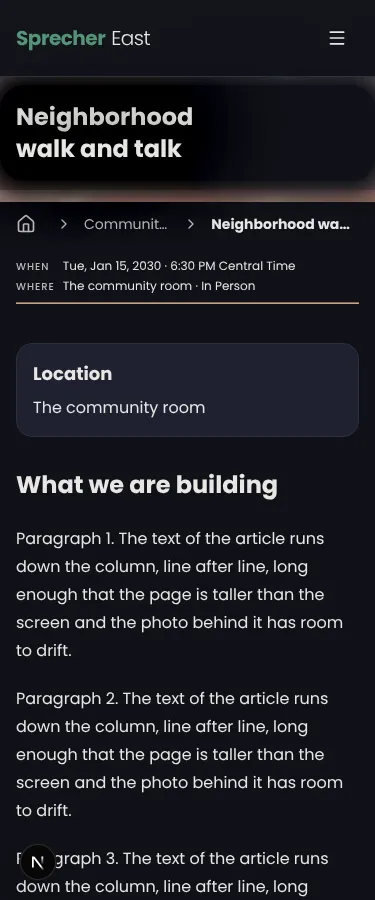 Sprecher East
Neighborhood
walk and talk
Communit...
Neighborhood wa...
WHEN Tue, Jan 15, 2030 · 6:30 PM Central Time
WHERE The community room · In Person
Location
The community room
What we are building
Paragraph 1. The text of the article runs
down the column, line after line, long
enough that the page is taller than the
screen and the photo behind it has room
to drift.
Paragraph 2. The text of the article runs
down the column, line after line, long
enough that the page is taller than the
screen and the photo behind it has room
to drift.
N
graph 3. The text of the article runs
down the column, line after line, long